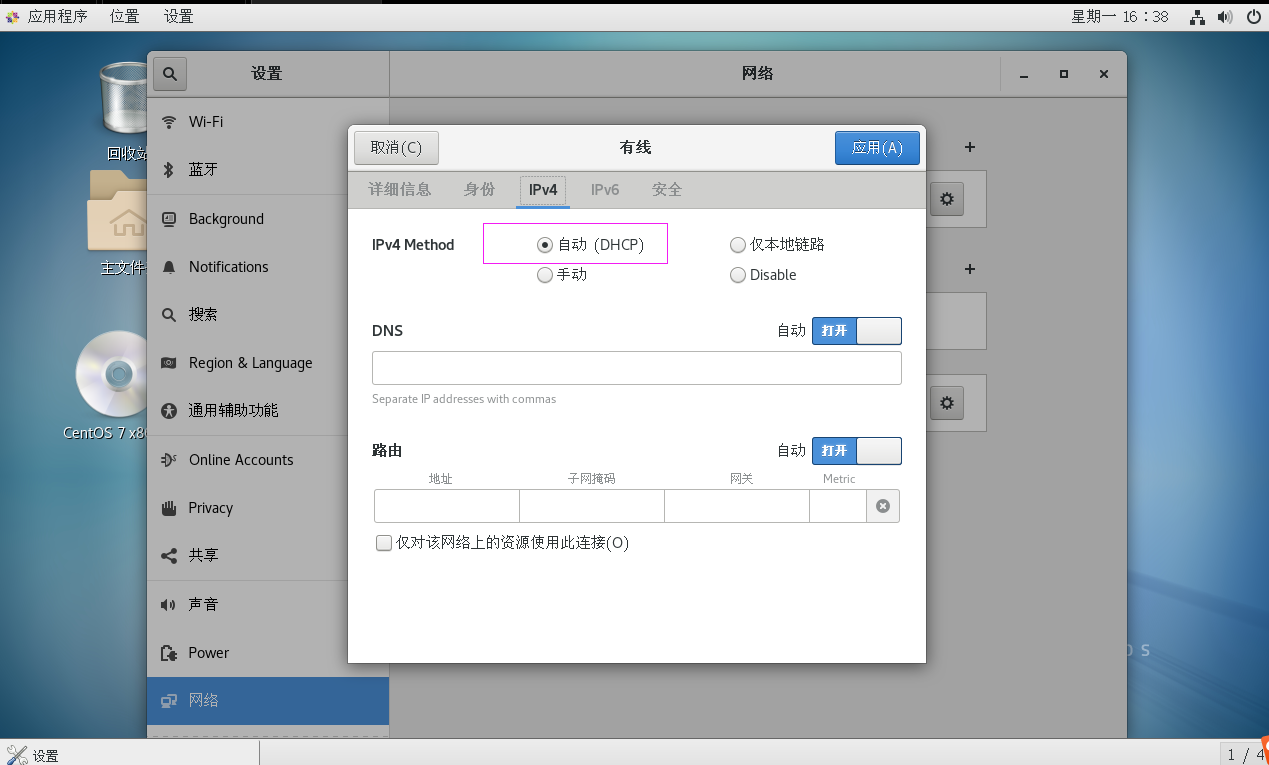 应用程序 位置 设置 星期一 16：38
设置 网络
Wi-Fi
蓝牙
Background
Notifications
搜索
Region & Language
通用辅助功能
Online Accounts
Privacy
共享
声音
Power
网络
回收站
主文件
CentOS 7 x8
取消(C) 有线 应用(A)
详细信息 身份 IPv4 IPv6 安全
IPv4 Method 自动 (DHCP) 仅本地链路
手动 Disable
DNS 自动 打开
Separate IP addresses with commas
路由 自动 打开
地址 子网掩码 网关 Metric
仅对该网络上的资源使用此连接(O)
O S
设置 1 / 4